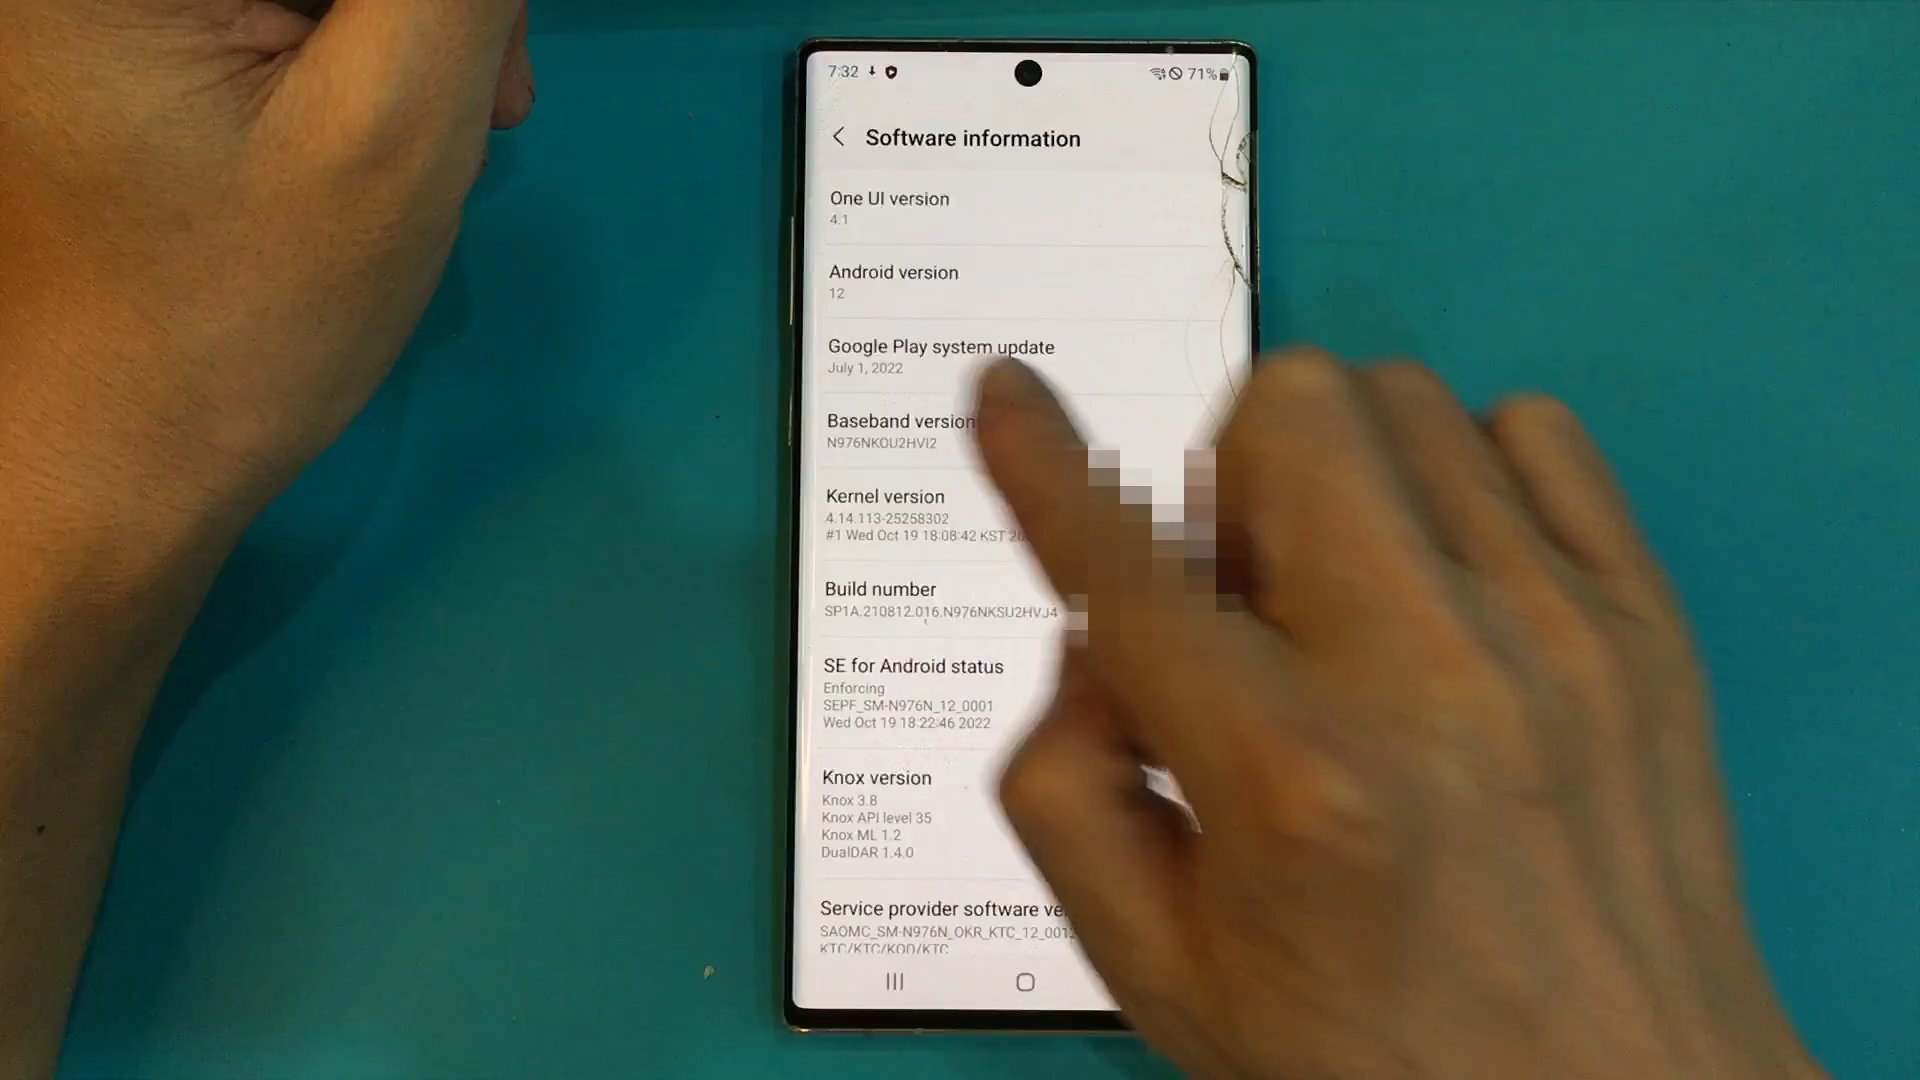 7:32
71%
Software information
One UI version
4.1
Android version
12
Google Play system update
July 1, 2022
Baseband version
N976NKOU2HVI2
Kernel version
4.14.113-25258302
#1 Wed Oct 19 18:08:42 KST
Build number
SP1A.210812.016.N976NKSU2HVJ4
SE for Android status
Enforcing
SEPF_SM-N976N_12_0001
Wed Oct 19 18:22:46 2022
Knox version
Knox 3.8
Knox API level 35
Knox ML 1.2
DualDAR 1.4.0
Service provider software
SAOMC_SM-N976N_OKR_KTC_12_0012
KTC/KTC/KOO/KTC